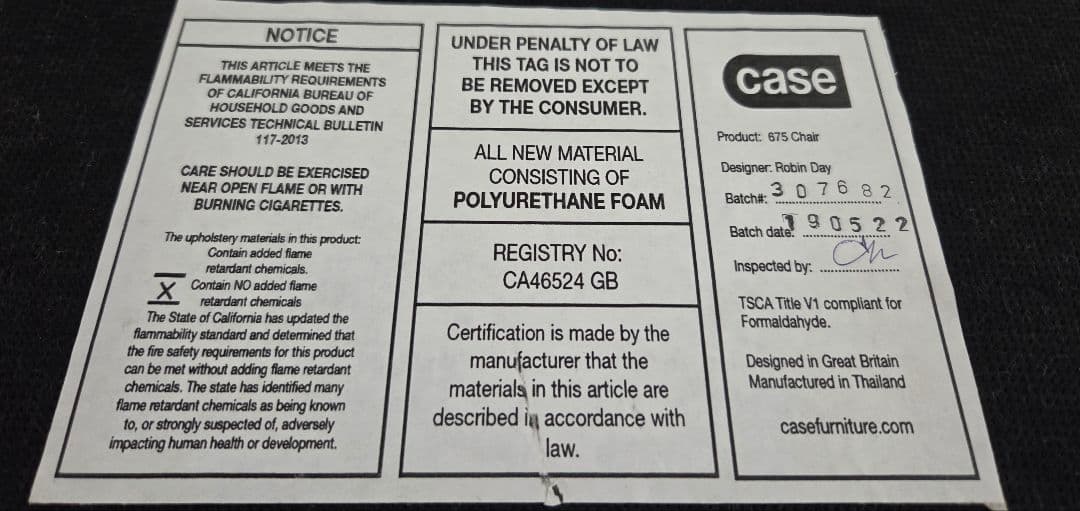 NOTICE
THIS ARTICLE MEETS THE
FLAMMABILITY REQUIREMENTS
OF CALIFORNIA BUREAU OF
HOUSEHOLD GOODS AND
SERVICES TECHNICAL BULLETIN
117-2013
CARE SHOULD BE EXERCISED
NEAR OPEN FLAME OR WITH
BURNING CIGARETTES.
The upholstery materials in this product:
Contain added flame
retardant chemicals.
X Contain NO added flame
retardant chemicals
The State of California has updated the
flammability standard and determined that
the fire safety requirements for this product
can be met without adding flame retardant
chemicals. The state has identified many
flame retardant chemicals as being known
to, or strongly suspected of, adversely
impacting human health or development.
UNDER PENALTY OF LAW
THIS TAG IS NOT TO
BE REMOVED EXCEPT
BY THE CONSUMER.
ALL NEW MATERIAL
CONSISTING OF
POLYURETHANE FOAM
REGISTRY No:
CA46524 GB
Certification is made by the
manufacturer that the
materials in this article are
described in accordance with
law.
case
Product: 675 Chair
Designer: Robin Day
Batch#: 307682
Batch date: 190522
Inspected by:
TSCA Title V1 compliant for
Formaldahyde.
Designed in Great Britain
Manufactured in Thailand
casefurniture.com